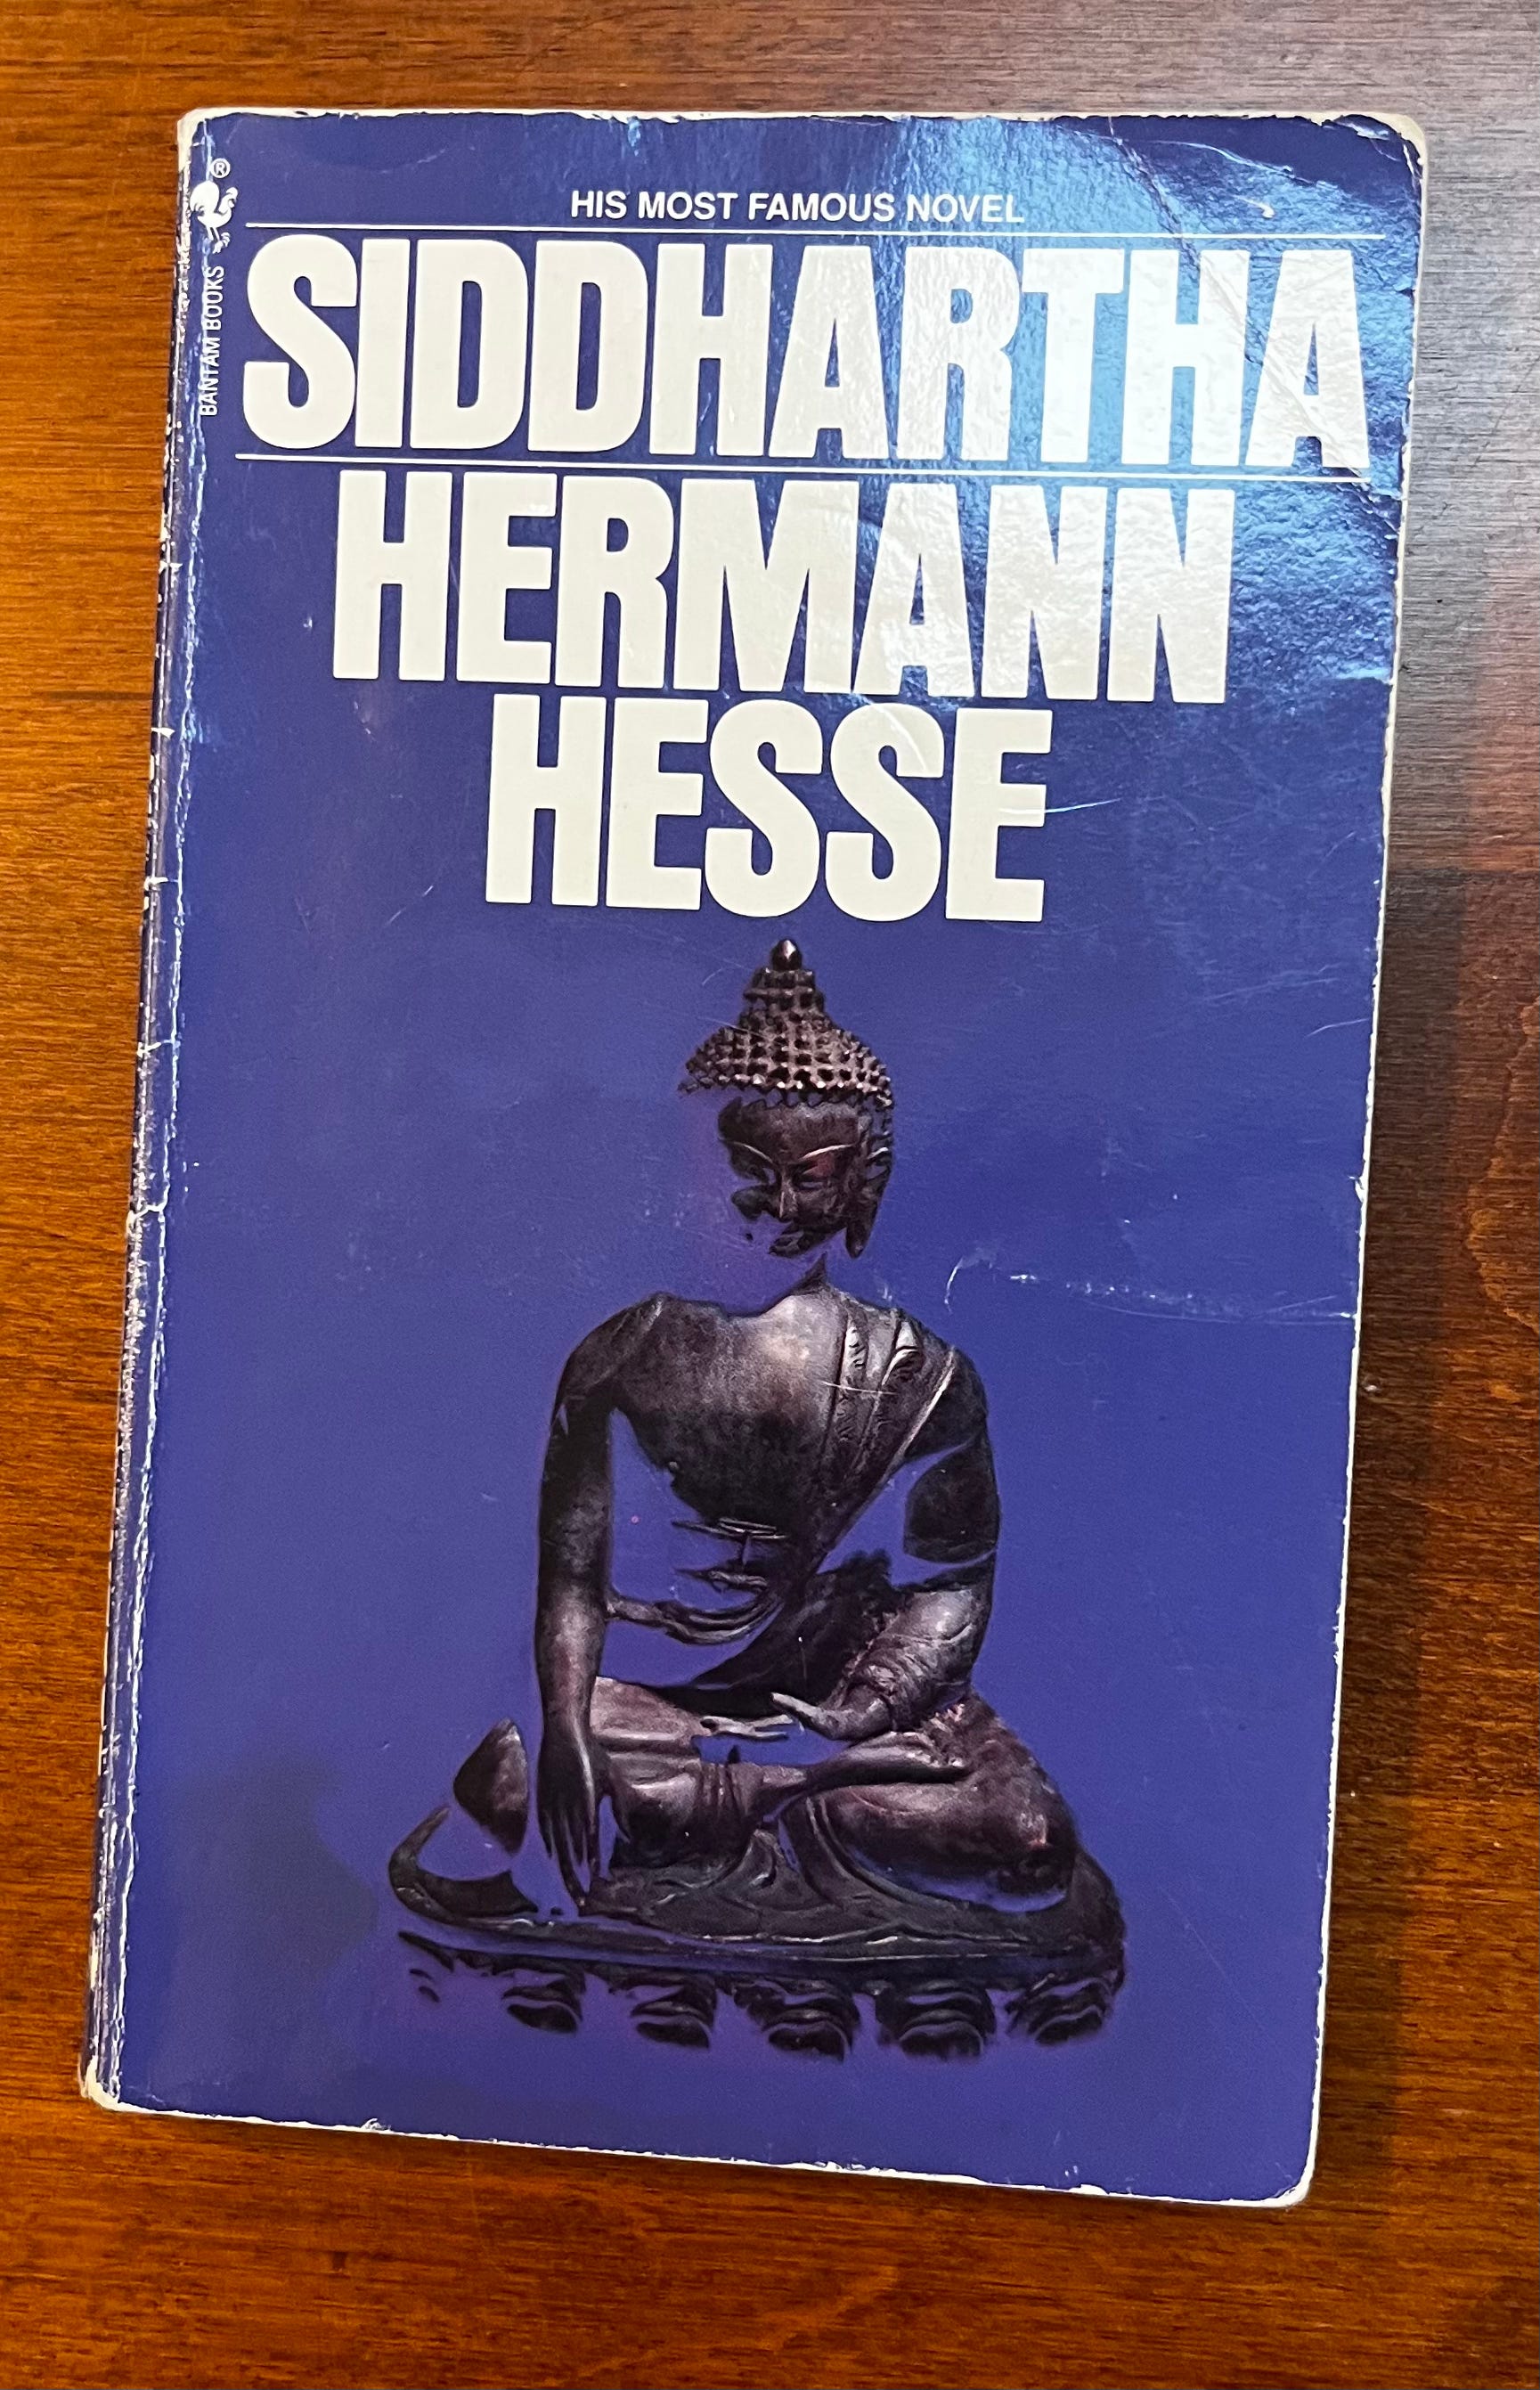 HIS MOST FAMOUS NOVEL
SIDDHARTHA
HERMANN
HESSE
BANTAM BOOKS
®